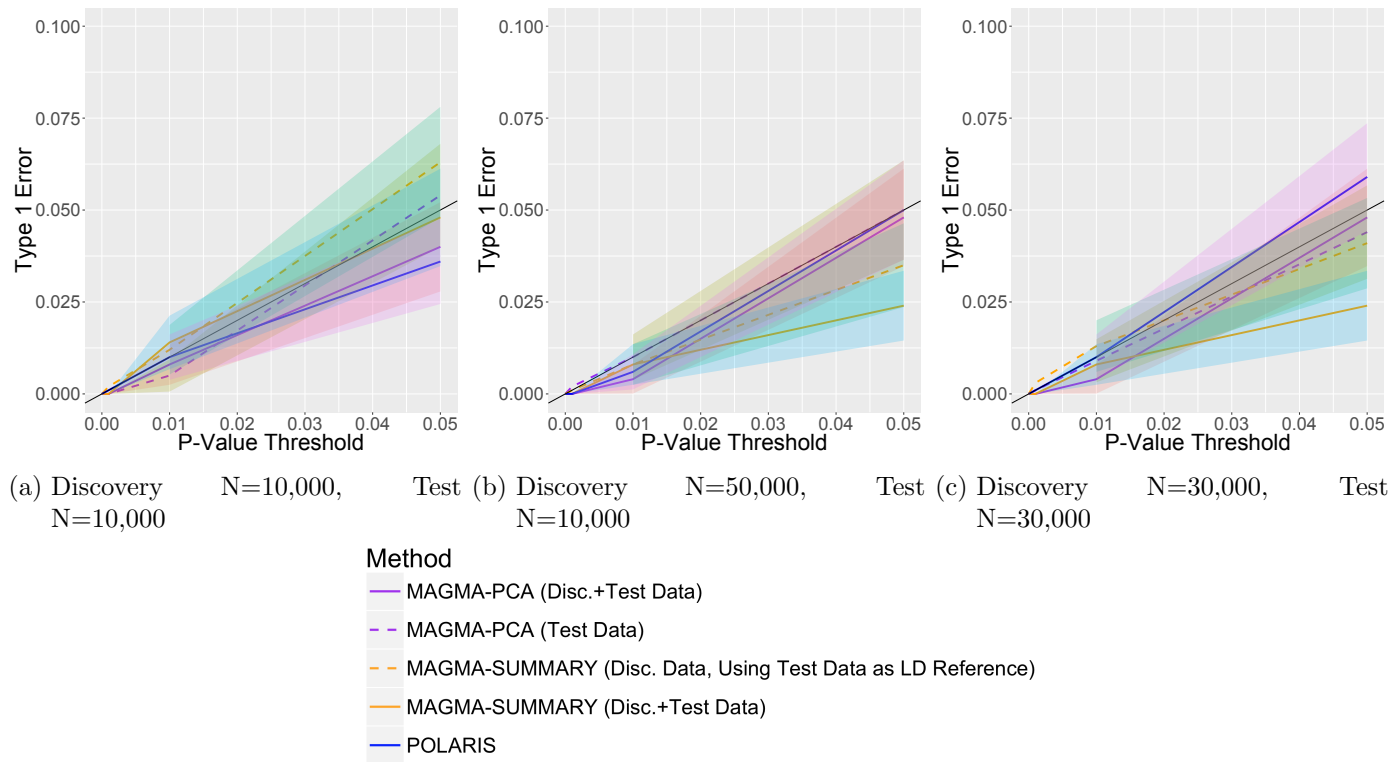 0.100
0.075
0.050
0.025
0.000
Type 1 Error
0.00 0.01 0.02 0.03 0.04 0.05
P-Value Threshold
0.100
0.075
0.050
0.025
0.000
Type 1 Error
0.00 0.01 0.02 0.03 0.04 0.05
P-Value Threshold
0.100
0.075
0.050
0.025
0.000
Type 1 Error
0.00 0.01 0.02 0.03 0.04 0.05
P-Value Threshold
(a) Discovery N=10,000, Test
N=10,000
(b) Discovery N=50,000, Test
N=10,000
(c) Discovery N=30,000, Test
N=30,000
Method
MAGMA-PCA (Disc.+Test Data)
MAGMA-PCA (Test Data)
MAGMA-SUMMARY (Disc. Data, Using Test Data as LD Reference)
MAGMA-SUMMARY (Disc.+Test Data)
POLARIS